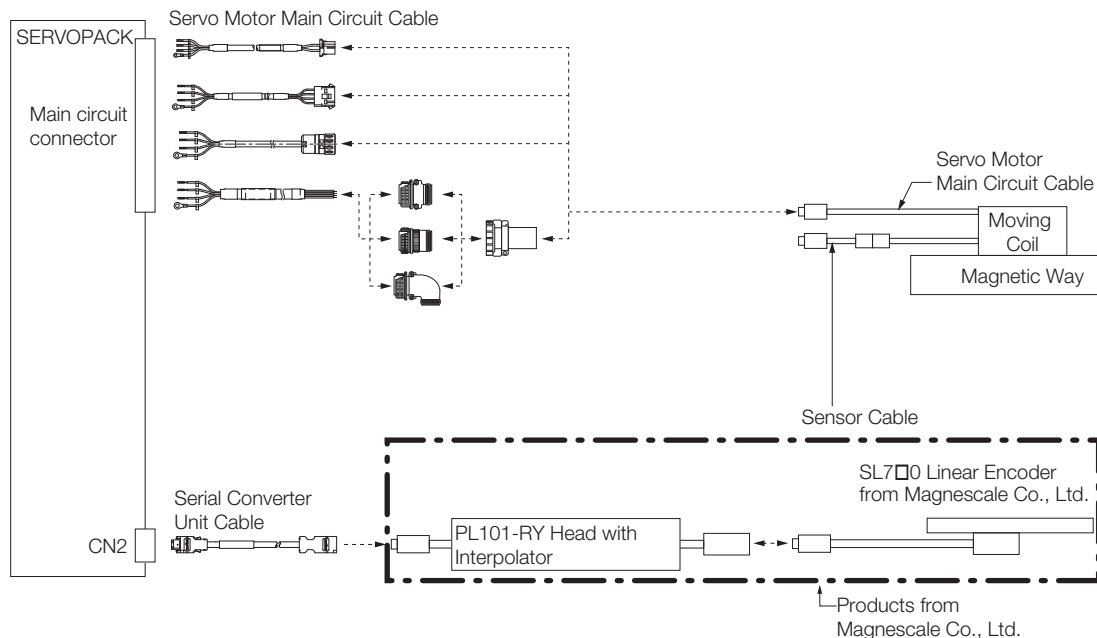 Servo Motor Main Circuit Cable
SERVOPACK
Main circuit
connector
Servo Motor
Main Circuit Cable
Moving
Coil
Magnetic Way
Sensor Cable
SL7□0 Linear Encoder
from Magnescale Co., Ltd.
Serial Converter
Unit Cable
CN2
PL101-RY Head with
Interpolator
Products from
Magnescale Co., Ltd.